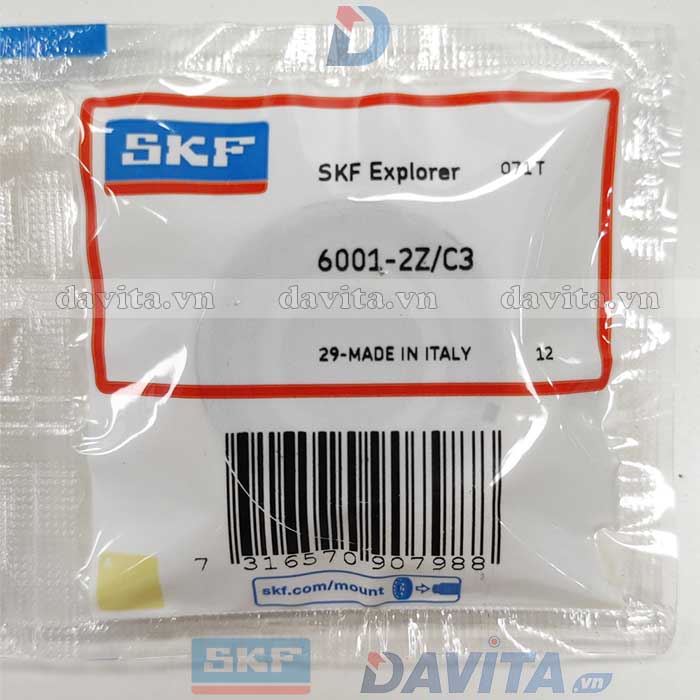 SKF
SKF Explorer 071T
6001-2Z/C3
davita.vn davita.vn davita.vn
29-MADE IN ITALY 12
7 316570 907988
skf.com/mount
SKF DAVITA.vn